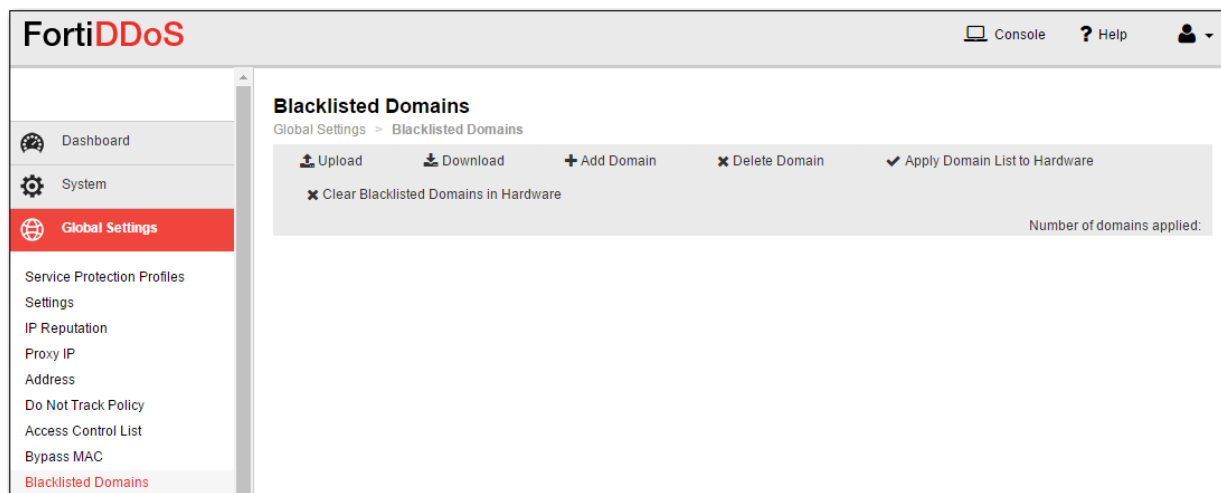 FortiDDoS
Console
? Help
Dashboard
System
Global Settings
Service Protection Profiles
Settings
IP Reputation
Proxy IP
Address
Do Not Track Policy
Access Control List
Bypass MAC
Blacklisted Domains
Blacklisted Domains
Global Settings > Blacklisted Domains
Upload
Download
Add Domain
Delete Domain
Apply Domain List to Hardware
Clear Blacklisted Domains in Hardware
Number of domains applied: